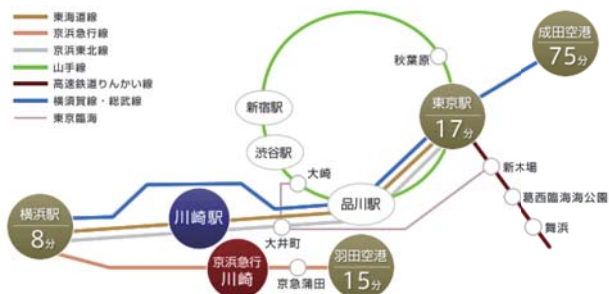 東海道線
京浜急行線
京浜東北線
山手線
高速鉄道りんかい線
横須賀線・総武線
東京臨海
成田空港
75分
秋葉原
東京駅
17分
新宿駅
渋谷駅
大崎
新木場
品川駅
葛西臨海海公園
横浜駅
8分
川崎駅
大井町
舞浜
京浜急行
川崎
京急蒲田
羽田空港
15分